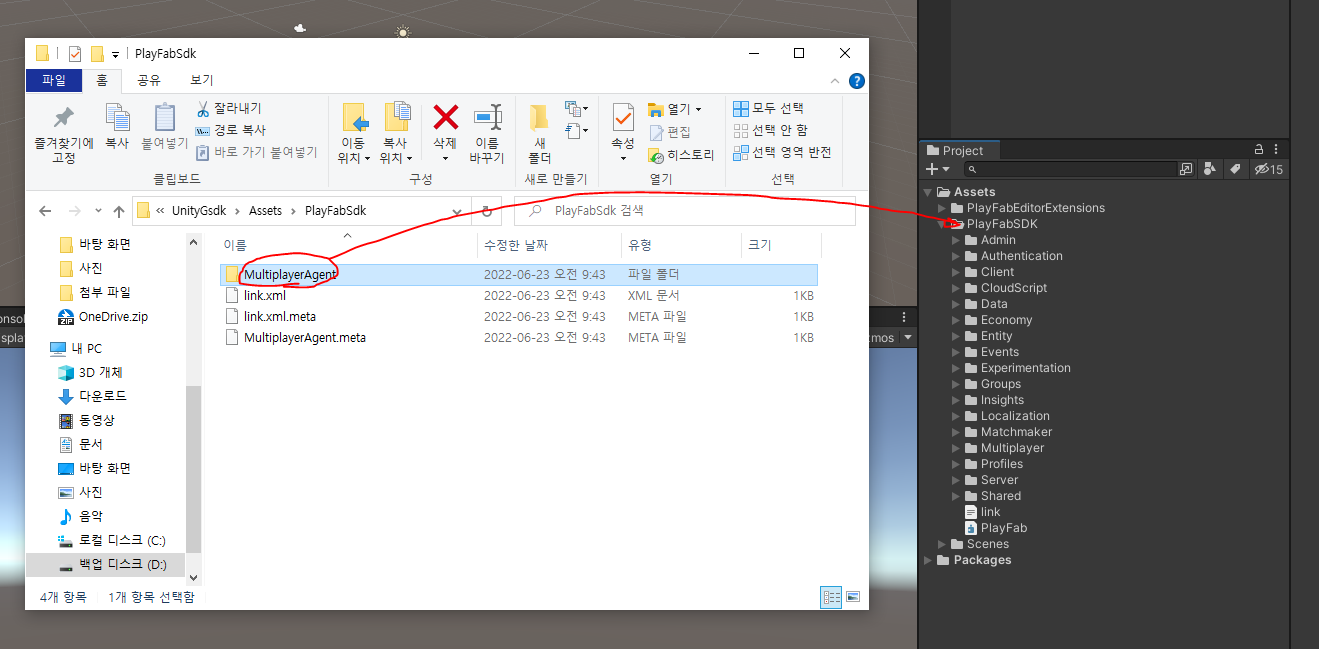 PlayFabSdk
파일 홈 공유 보기
즐겨찾기에 고정
복사
붙여넣기
잘라내기
경로 복사
바로 가기 붙여넣기
클립보드
이동 위치
복사 위치
삭제
이름 바꾸기
구성
새 폴더
새로 만들기
속성
열기
편집
히스토리
열기
모두 선택
선택 안 함
선택 영역 반전
선택
« UnityGsdk > Assets > PlayFabSdk
PlayFabSdk 검색
바탕 화면
사진
첨부 파일
OneDrive.zip
내 PC
3D 개체
다운로드
동영상
문서
바탕 화면
사진
음악
로컬 디스크 (C:)
백업 디스크 (D:)
이름 수정한 날짜 유형 크기
MultiplayerAgent 2022-06-23 오전 9:43 파일 폴더
link.xml 2022-06-23 오전 9:43 XML 문서 1KB
link.xml.meta 2022-06-23 오전 9:43 META 파일 1KB
MultiplayerAgent.meta 2022-06-23 오전 9:43 META 파일 1KB
4개 항목 1개 항목 선택함
Project
15
Assets
PlayFabEditorExtensions
PlayFabSDK
Admin
Authentication
Client
CloudScript
Data
Economy
Entity
Events
Experimentation
Groups
Insights
Localization
Matchmaker
Multiplayer
Profiles
Server
Shared
link
PlayFab
Scenes
Packages